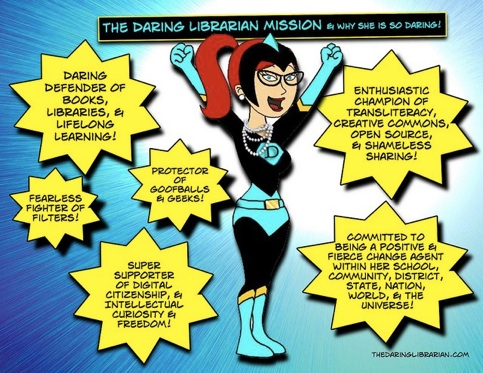 THE DARING LIBRARIAN MISSION & WHY SHE IS SO DARING!
DARING
DEFENDER OF
BOOKS,
LIBRARIES, &
LIFELONG
LEARNING!
ENTHUSIASTIC
CHAMPION OF
TRANSLITERACY,
CREATIVE COMMONS,
OPEN SOURCE,
& SHAMELESS
SHARING!
PROTECTOR
OF
GOOFBALLS
& GEEKS!
FEARLESS
FIGHTER OF
FILTERS!
D
SUPER
SUPPORTER
OF DIGITAL
CITIZENSHIP, &
INTELLECTUAL
CURIOSITY &
FREEDOM!
COMMITTED TO
BEING A POSITIVE &
FIERCE CHANGE AGENT
WITHIN HER SCHOOL,
COMMUNITY, DISTRICT,
STATE, NATION,
WORLD, & THE
UNIVERSE!
THEDARINGLIBRARIAN.COM